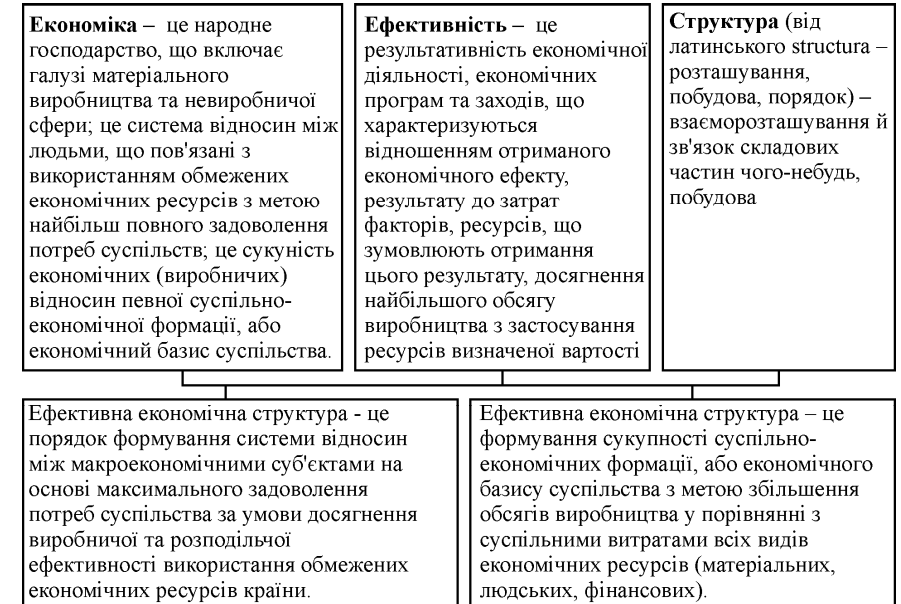 Економіка – це народне
господарство, що включає
галузі матеріального
виробництва та невиробничої
сфери; це система відносин між
людьми, що пов'язані з
використанням обмежених
економічних ресурсів з метою
найбільш повного задоволення
потреб суспільств; це сукуність
економічних (виробничих)
відносин певної суспільно-
економічної формації, або
економічний базис суспільства.
Ефективність – це
результативність економічної
діяльності, економічних
програм та заходів, що
характеризуються
відношенням отриманого
економічного ефекту,
результату до затрат
факторів, ресурсів, що
зумовлюють отримання
цього результату, досягнення
найбільшого обсягу
виробництва з застосування
ресурсів визначеної вартості
Структура (від
латинського structura –
розташування,
побудова, порядок) –
взаєморозташування й
зв'язок складових
частин чого-небудь,
побудова
Ефективна економічна структура - це
порядок формування системи відносин
між макроекономічними суб'єктами на
основі максимального задоволення
потреб суспільства за умови досягнення
виробничої та розподільчої
ефективності використання обмежених
економічних ресурсів країни.
Ефективна економічна структура – це
формування сукупності суспільно-
економічних формації, або економічного
базису суспільства з метою збільшення
обсягів виробництва у порівнянні з
суспільними витратами всіх видів
економічних ресурсів (матеріальних,
людських, фінансових).